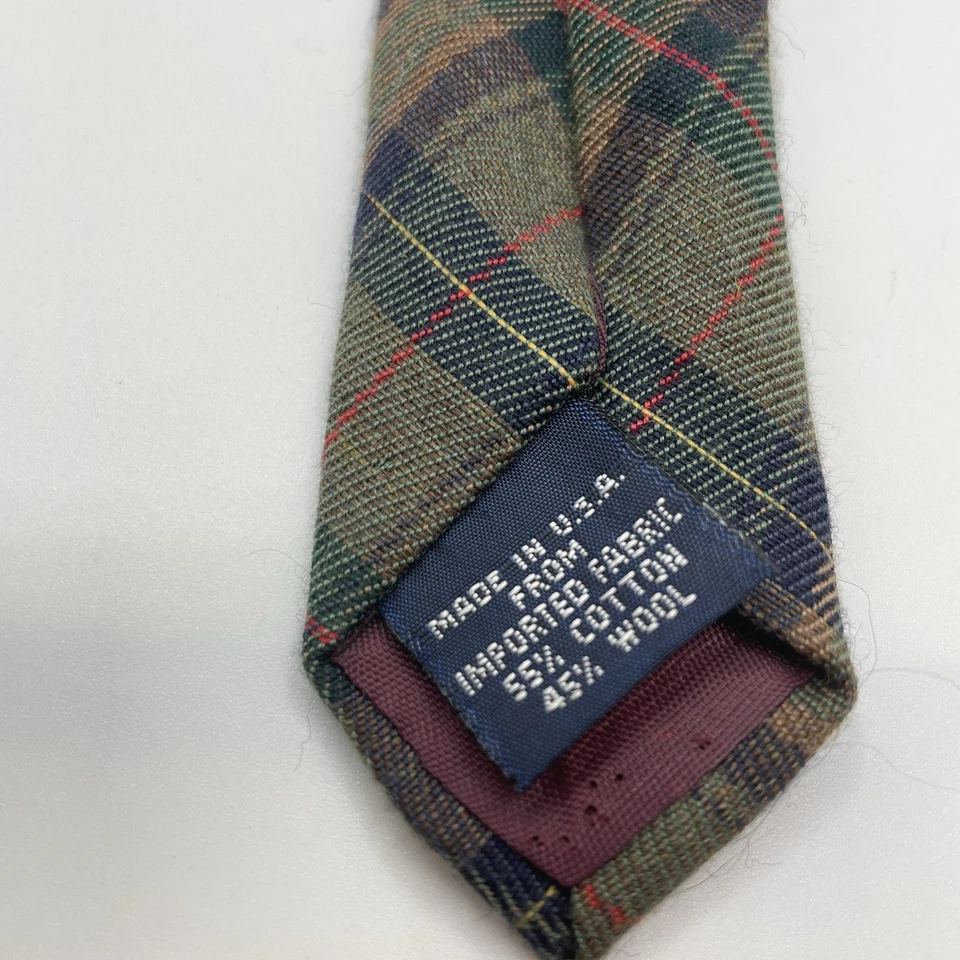 MADE IN U.S.A.
FROM
IMPORTED FABRIC
55% COTTON
45% WOOL